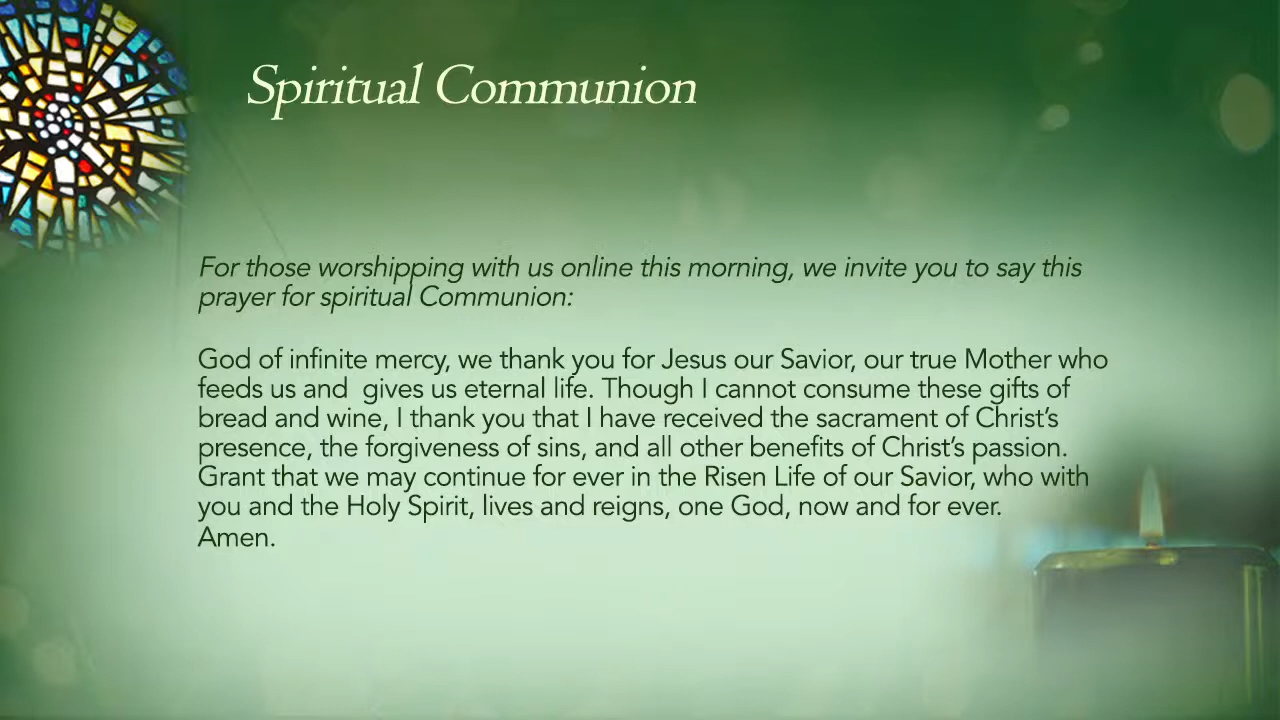 Spiritual Communion
For those worshipping with us online this morning, we invite you to say this
prayer for spiritual Communion:
God of infinite mercy, we thank you for Jesus our Savior, our true Mother who
feeds us and  gives us eternal life. Though I cannot consume these gifts of
bread and wine, I thank you that I have received the sacrament of Christ’s
presence, the forgiveness of sins, and all other benefits of Christ’s passion.
Grant that we may continue for ever in the Risen Life of our Savior, who with
you and the Holy Spirit, lives and reigns, one God, now and for ever.
Amen.